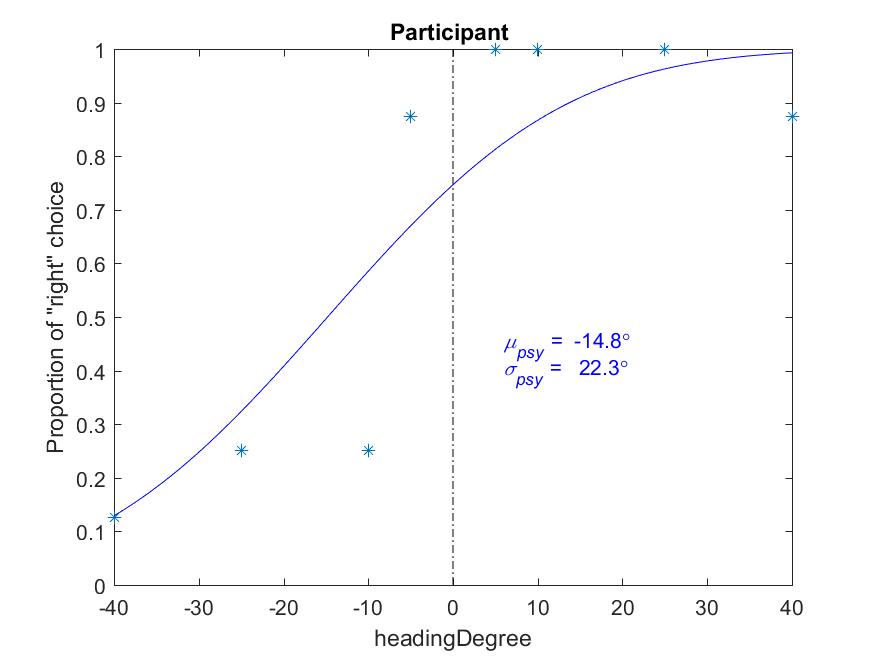 Participant
1
0.9
0.8
0.7
0.6
0.5
0.4
0.3
0.2
0.1
0
Proportion of "right" choice
μpsy = -14.8°
σpsy = 22.3°
-40 -30 -20 -10 0 10 20 30 40
headingDegree